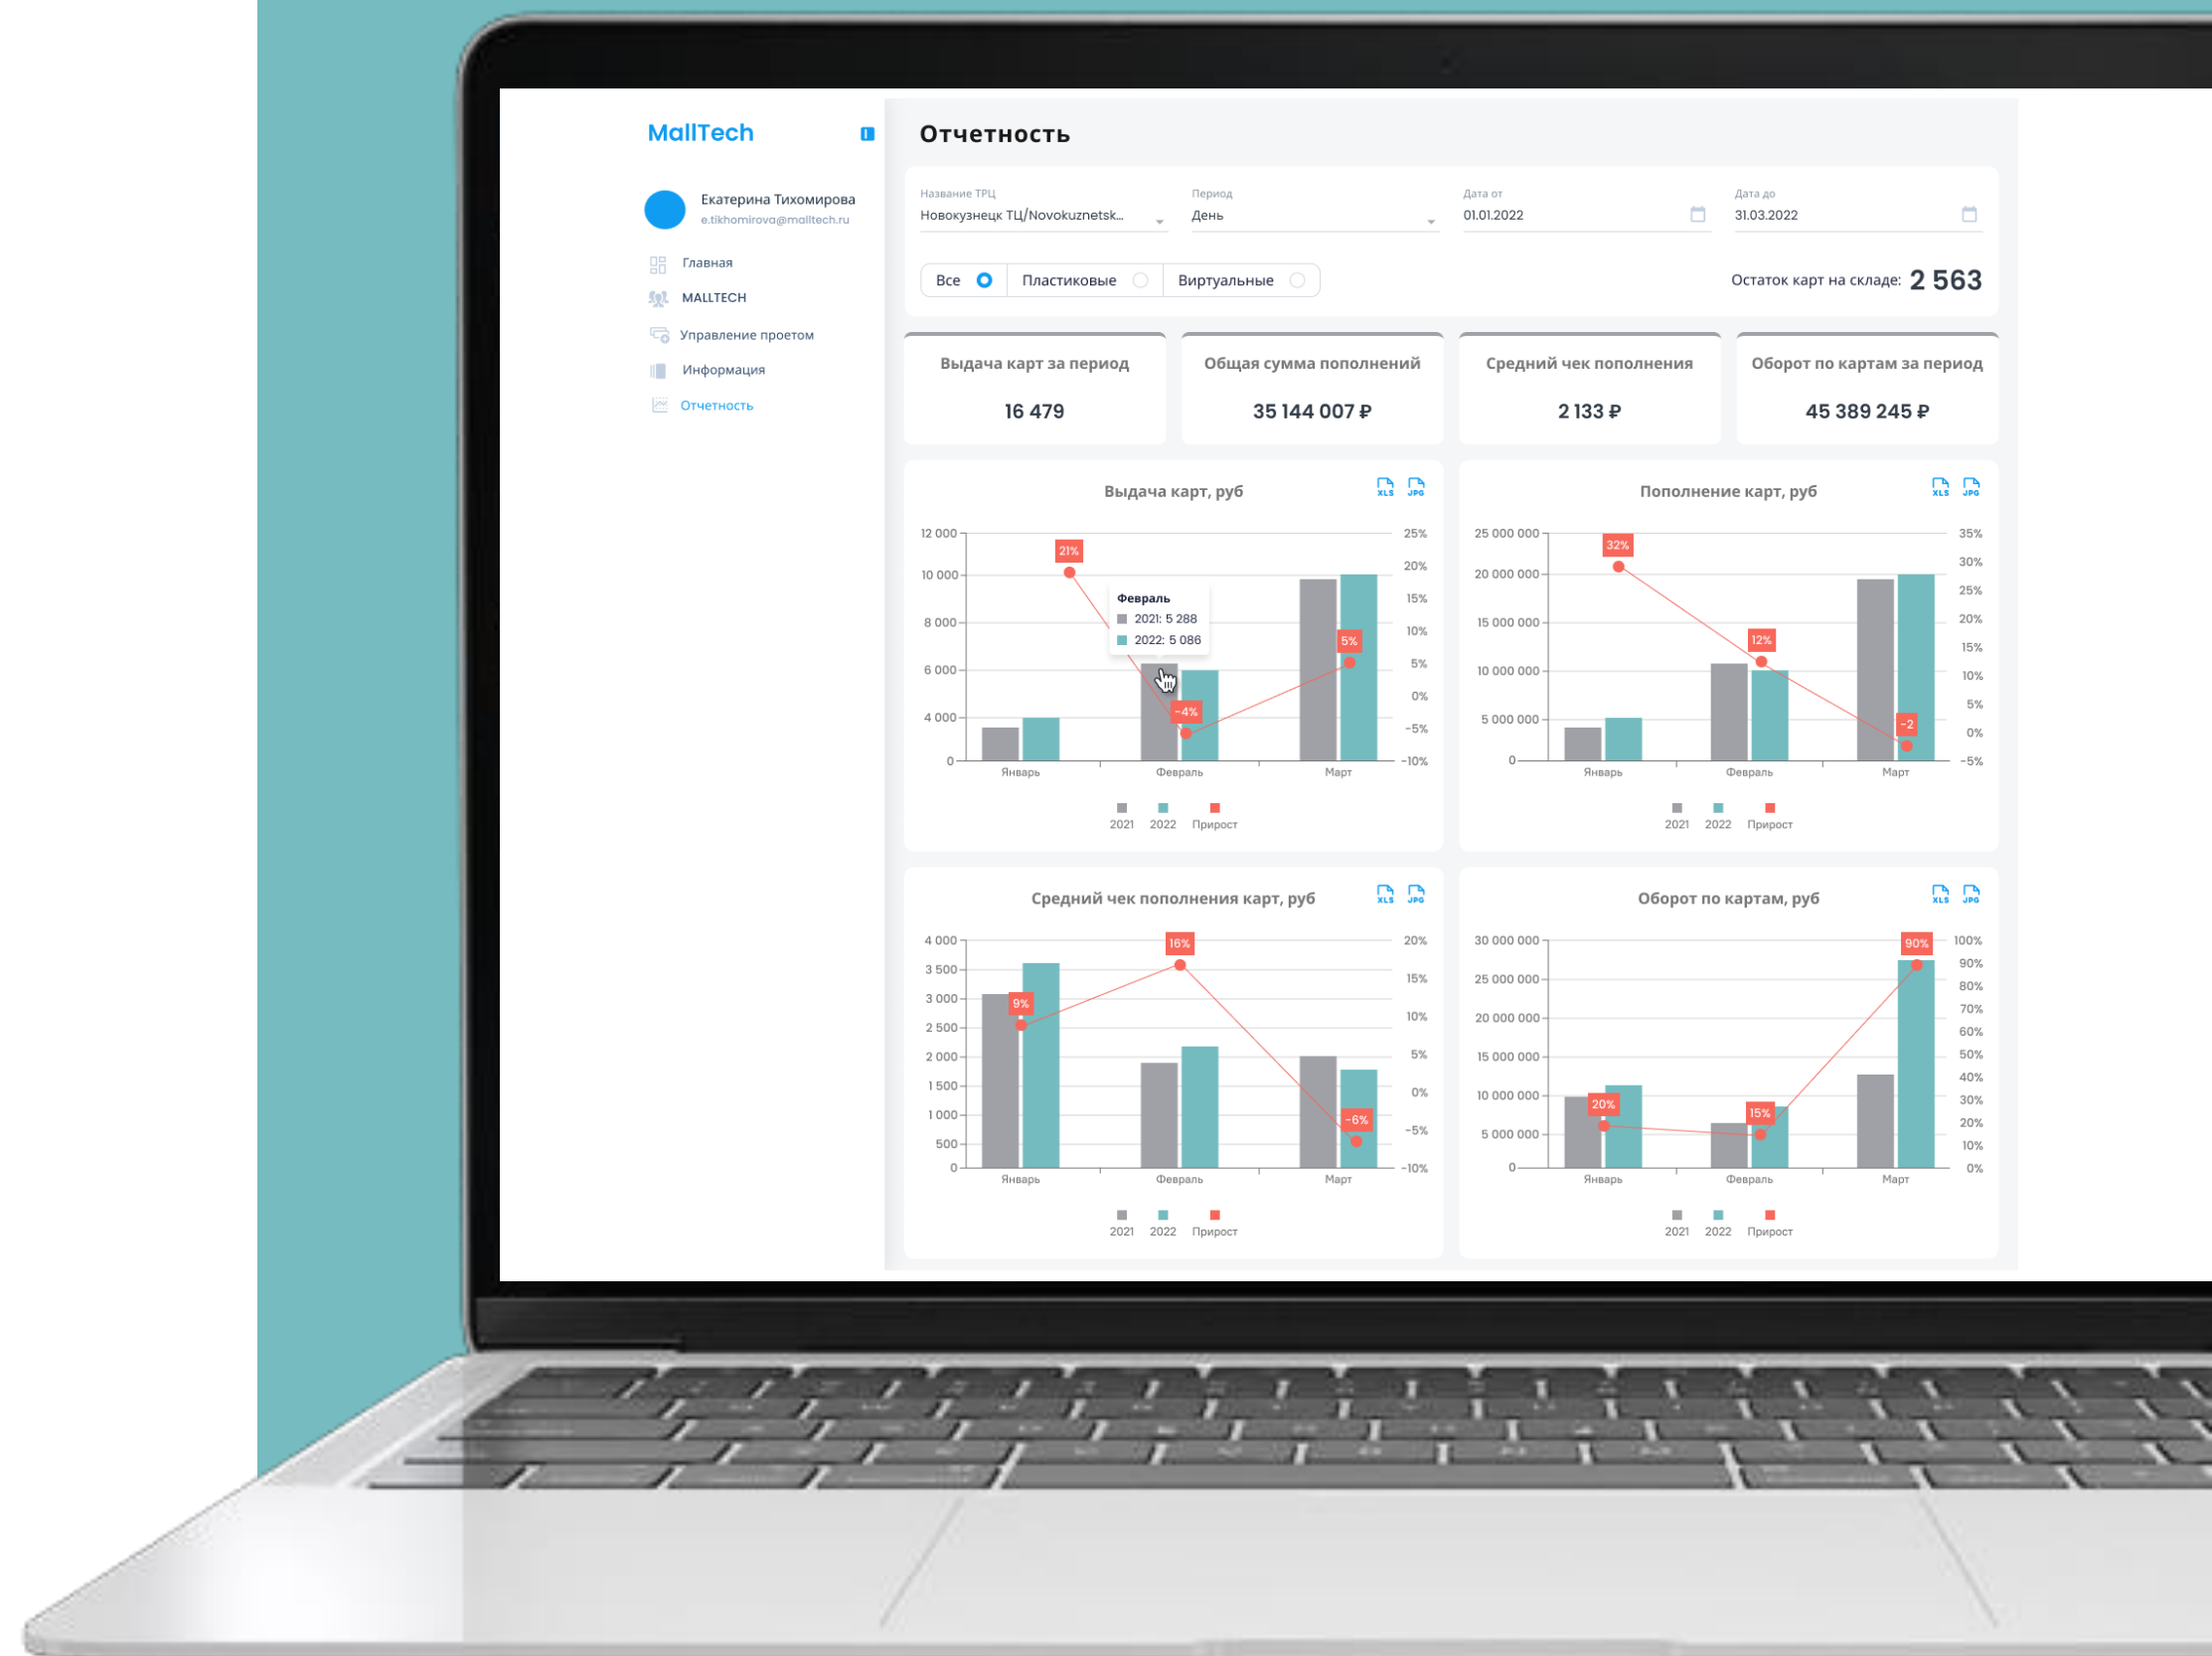 MallTech
Екатерина Тихомирова
e.tikhomirova@malltech.ru
Главная
MALLTECH
Управление проетом
Информация
Отчетность
Отчетность
Название ТРЦ
Новокузнецк ТЦ/Novokuznetsk...
Период
День
Дата от
01.01.2022
Дата до
31.03.2022
Все
Пластиковые
Виртуальные
Остаток карт на складе: 2 563
Выдача карт за период
16 479
Общая сумма пополнений
35 144 007 ₽
Средний чек пополнения
2 133 ₽
Оборот по картам за период
45 389 245 ₽
Выдача карт, руб
XLS JPG
12 000
10 000
8 000
6 000
4 000
0
25%
20%
15%
10%
5%
0%
-5%
-10%
21%
-4%
5%
Февраль
2021: 5 288
2022: 5 086
Январь Февраль Март
2021 2022 Прирост
Пополнение карт, руб
XLS JPG
25 000 000
20 000 000
15 000 000
10 000 000
5 000 000
0
35%
30%
25%
20%
15%
10%
5%
0%
-5%
32%
12%
-2
Январь Февраль Март
2021 2022 Прирост
Средний чек пополнения карт, руб
XLS JPG
4 000
3 500
3 000
2 500
2 000
1 500
1 000
500
0
20%
15%
10%
5%
0%
-5%
-10%
9%
16%
-6%
Январь Февраль Март
2021 2022 Прирост
Оборот по картам, руб
XLS JPG
30 000 000
25 000 000
20 000 000
15 000 000
10 000 000
5 000 000
0
100%
90%
80%
70%
60%
50%
40%
30%
20%
10%
0%
20%
15%
90%
Январь Февраль Март
2021 2022 Прирост